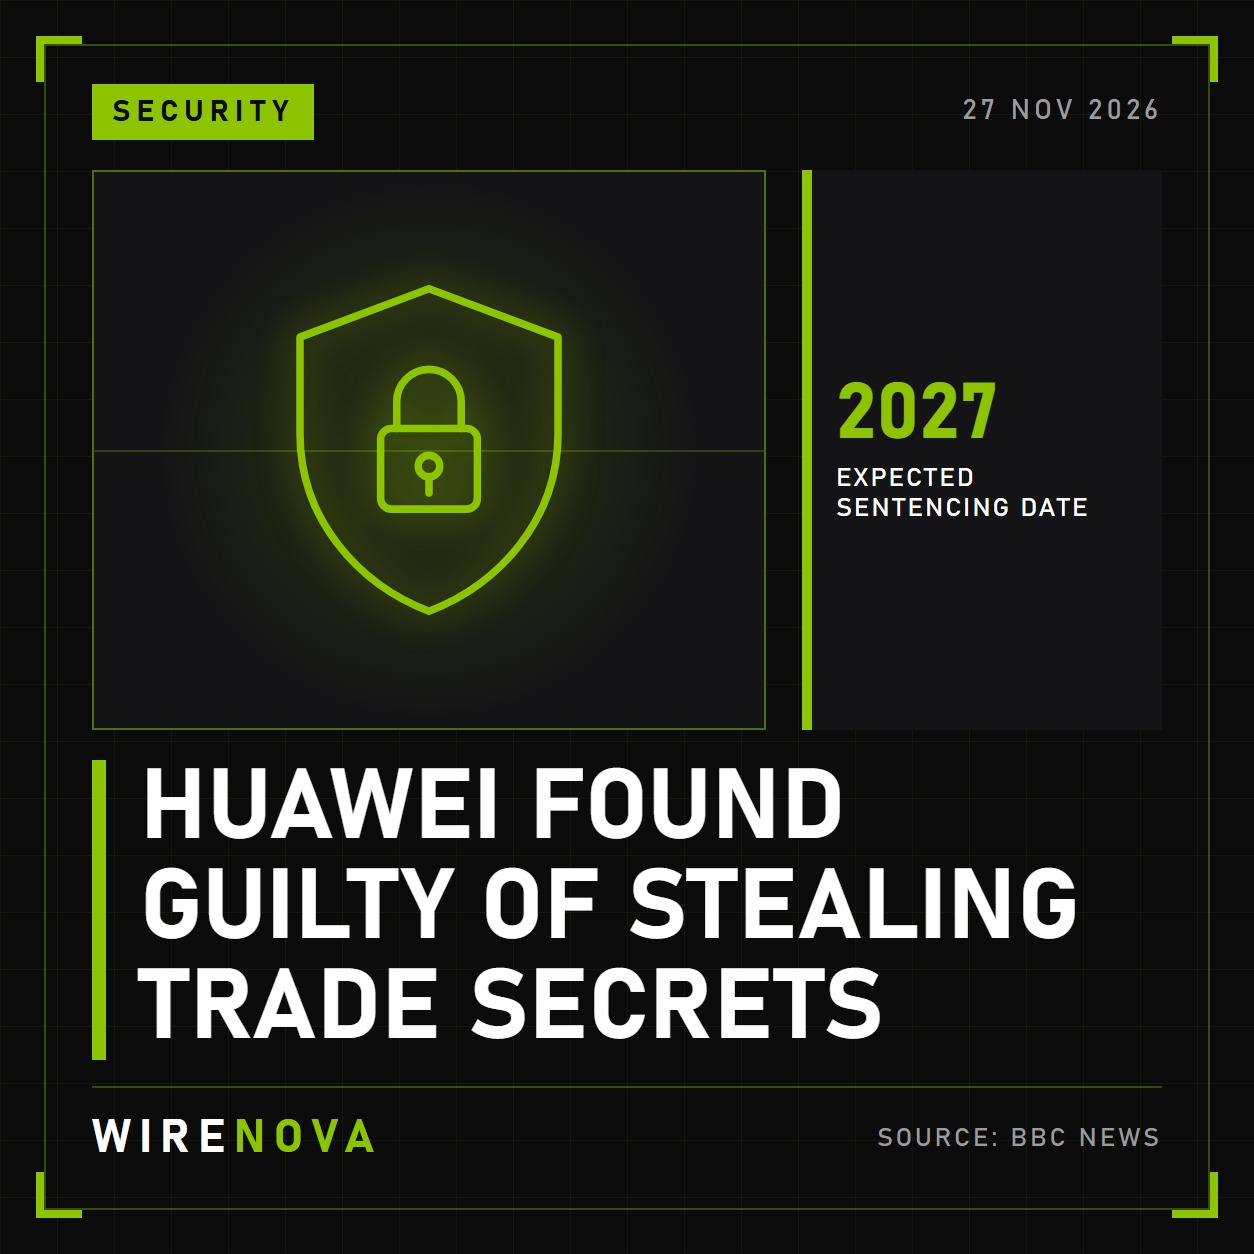 SECURITY
27 NOV 2026
2027
EXPECTED
SENTENCING DATE
HUAWEI FOUND
GUILTY OF STEALING
TRADE SECRETS
WIRENOVA
SOURCE: BBC NEWS